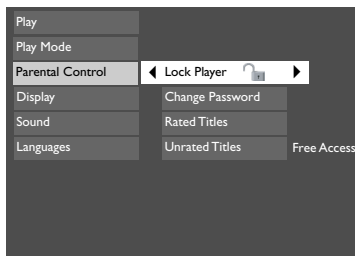 Play
Play Mode
Parental Control
Lock Player
Display
Change Password
Sound
Rated Titles
Languages
Unrated Titles
Free Access